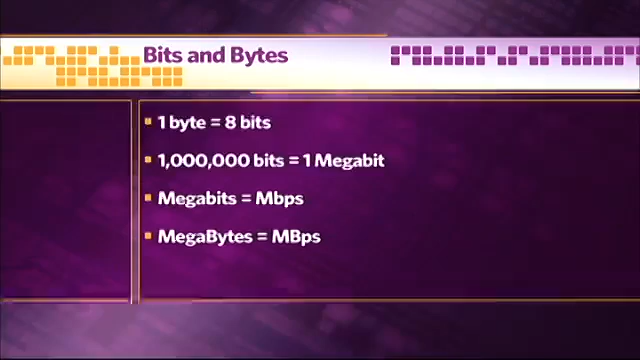 Bits and Bytes
1 byte = 8 bits
1,000,000 bits = 1 Megabit
Megabits = Mbps
MegaBytes = MBps